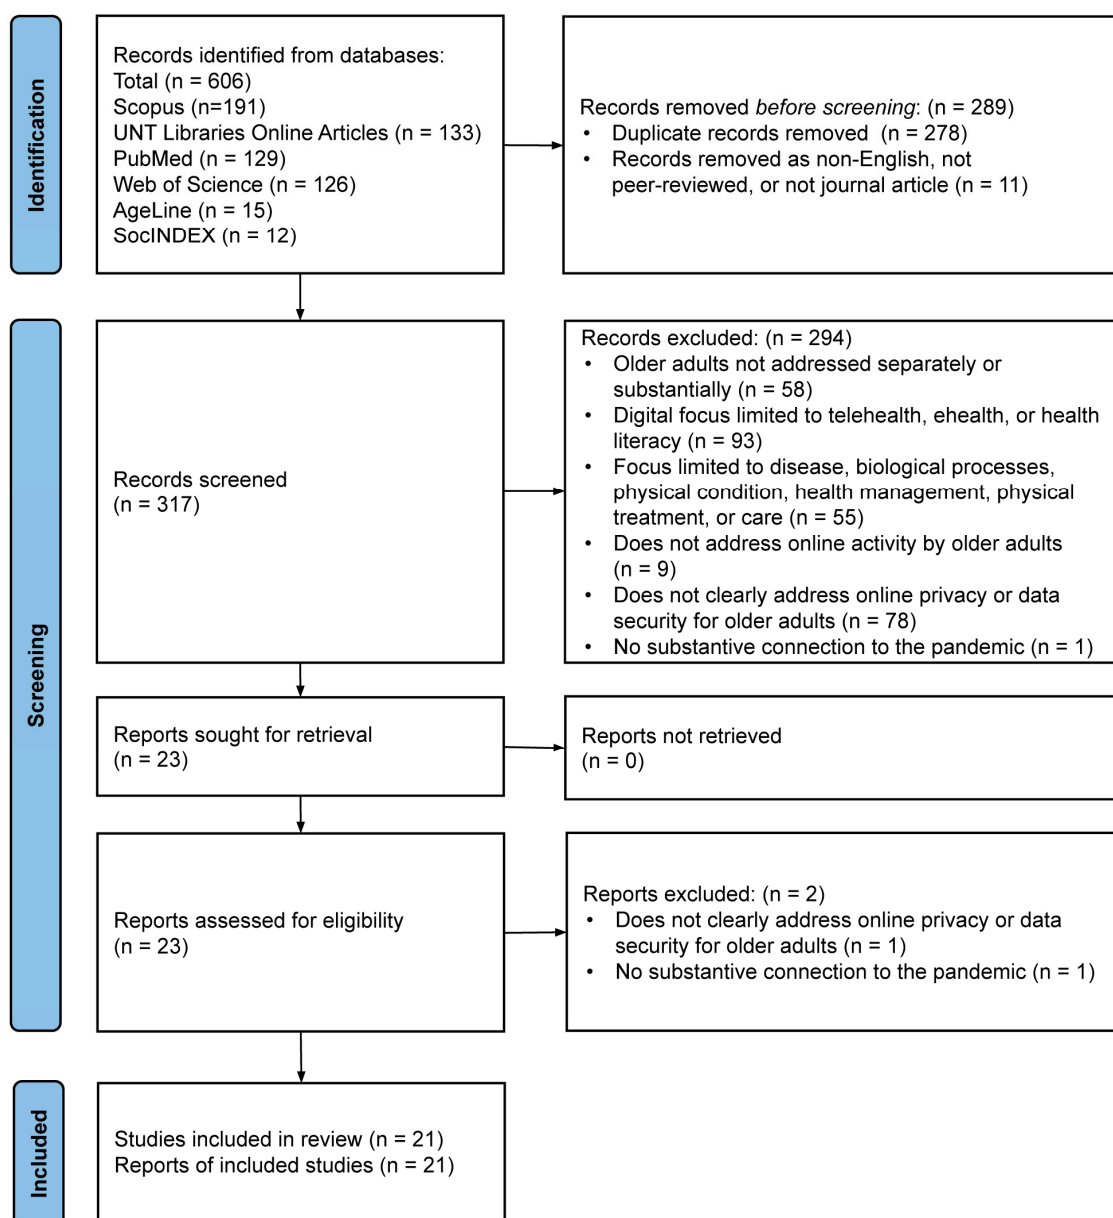 Identification
Records identified from databases:
Total (n = 606)
Scopus (n=191)
UNT Libraries Online Articles (n = 133)
PubMed (n = 129)
Web of Science (n = 126)
AgeLine (n = 15)
SocINDEX (n = 12)
Records removed before screening: (n = 289)
• Duplicate records removed (n = 278)
• Records removed as non-English, not
peer-reviewed, or not journal article (n = 11)
Screening
Records screened
(n = 317)
Records excluded: (n = 294)
• Older adults not addressed separately or
substantially (n = 58)
• Digital focus limited to telehealth, ehealth, or health
literacy (n = 93)
• Focus limited to disease, biological processes,
physical condition, health management, physical
treatment, or care (n = 55)
• Does not address online activity by older adults
(n = 9)
• Does not clearly address online privacy or data
security for older adults (n = 78)
• No substantive connection to the pandemic (n = 1)
Reports sought for retrieval
(n = 23)
Reports not retrieved
(n = 0)
Reports assessed for eligibility
(n = 23)
Reports excluded: (n = 2)
• Does not clearly address online privacy or data
security for older adults (n = 1)
• No substantive connection to the pandemic (n = 1)
Included
Studies included in review (n = 21)
Reports of included studies (n = 21)